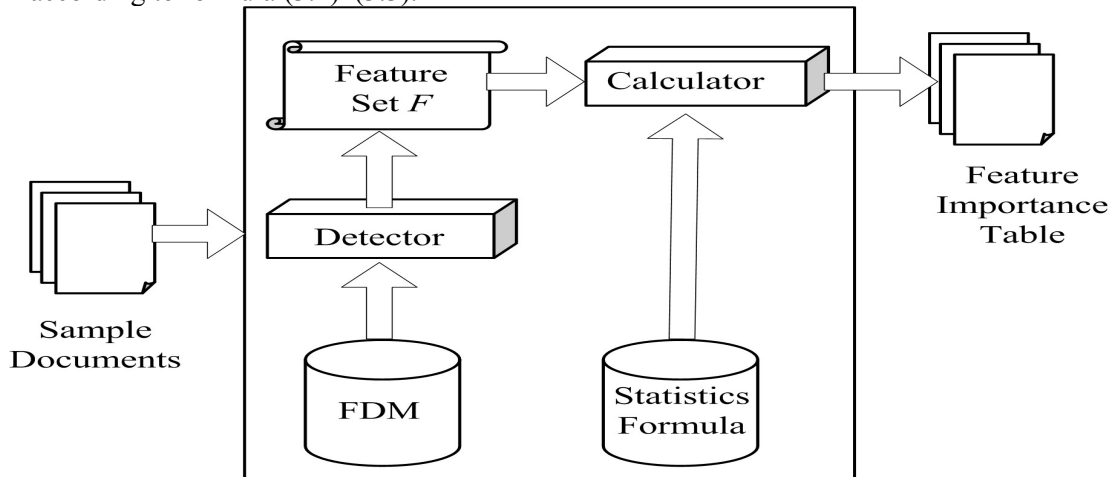 Feature
Set F
Calculator
Detector
Sample
Documents
FDM
Statistics
Formula
Feature
Importance
Table